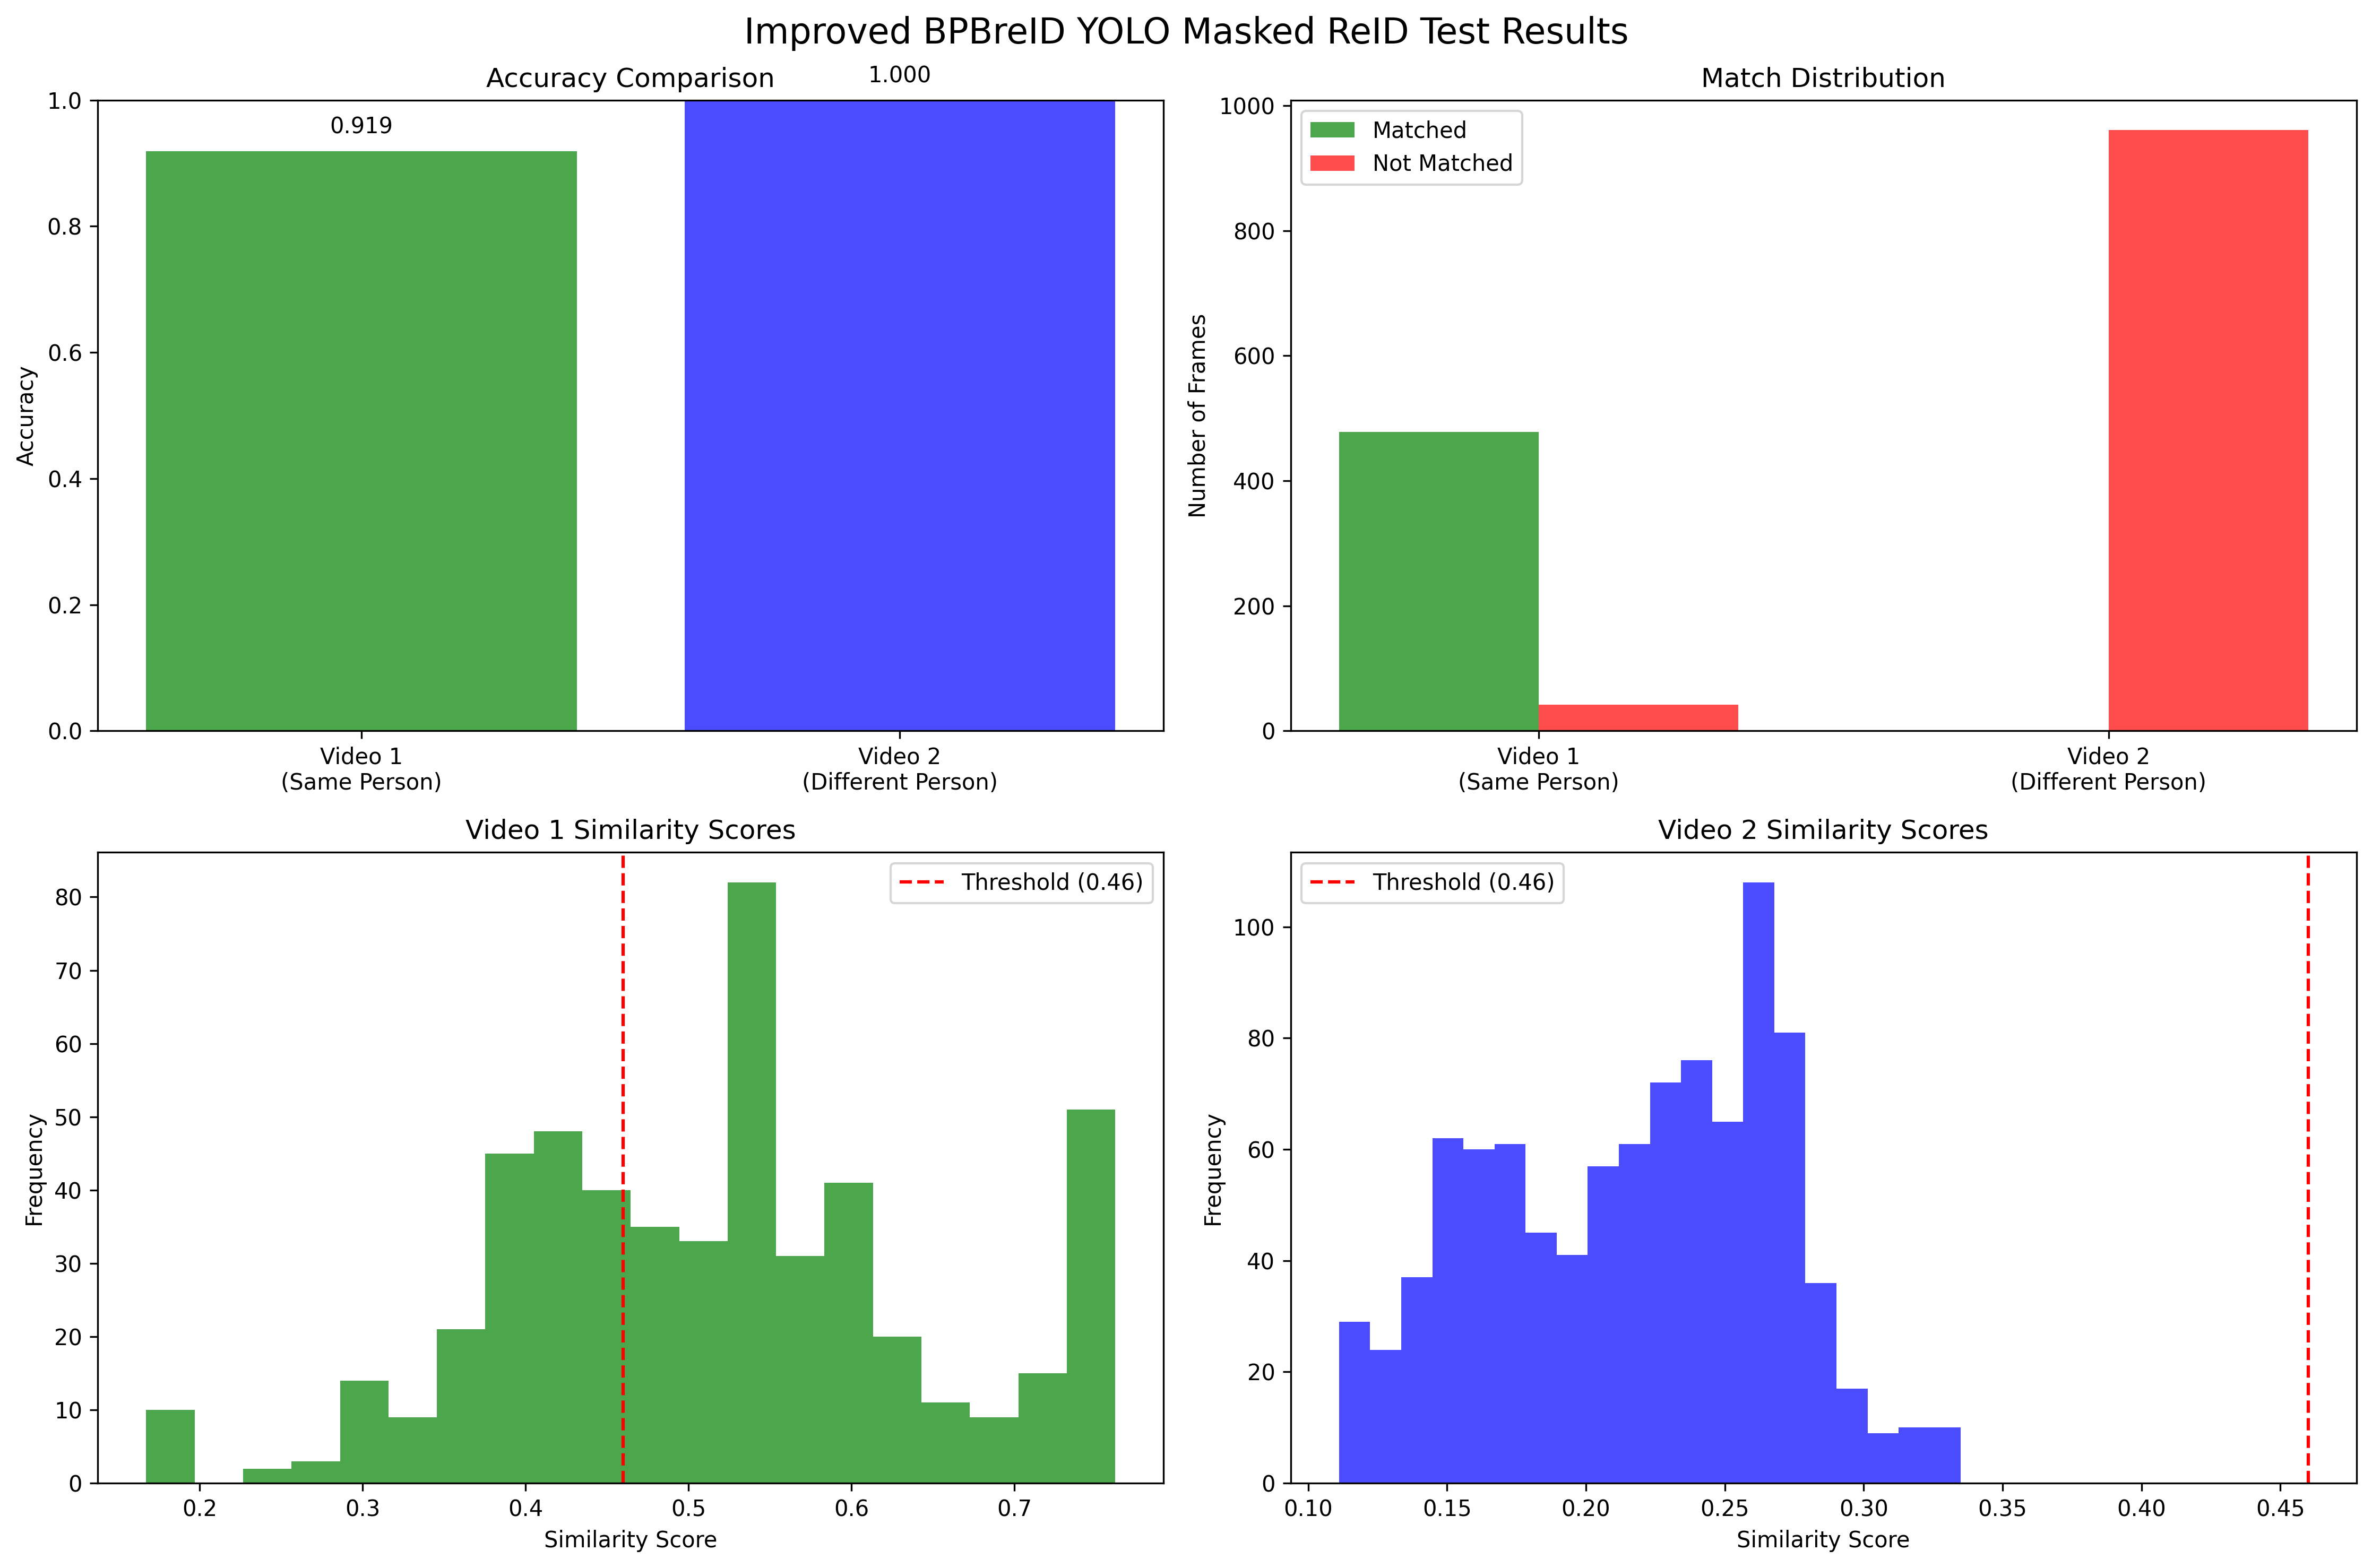 Improved BPBreID YOLO Masked ReID Test Results
Accuracy Comparison
1.000
0.919
1.0
0.8
0.6
0.4
0.2
0.0
Accuracy
Video 1
(Same Person)
Video 2
(Different Person)
Match Distribution
Matched
Not Matched
1000
800
600
400
200
0
Number of Frames
Video 1
(Same Person)
Video 2
(Different Person)
Video 1 Similarity Scores
Threshold (0.46)
80
70
60
50
40
30
20
10
0
Frequency
0.2
0.3
0.4
0.5
0.6
0.7
Similarity Score
Video 2 Similarity Scores
Threshold (0.46)
100
80
60
40
20
0
Frequency
0.10
0.15
0.20
0.25
0.30
0.35
0.40
0.45
Similarity Score